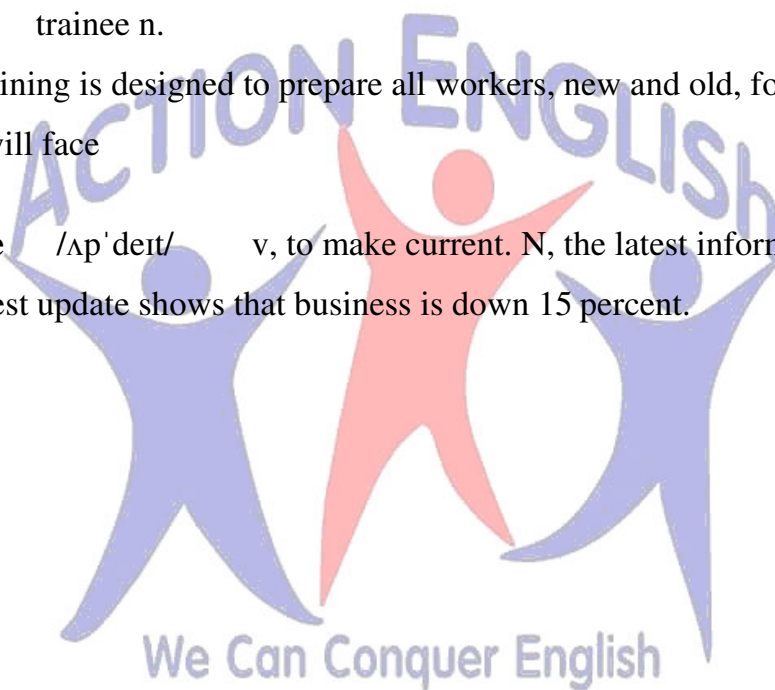 trainee n.
ining is designed to prepare all workers, new and old, fo
vill face
ACTION ENGLISH
e /ʌpˈdeɪt/ v, to make current. N, the latest inforn
est update shows that business is down 15 percent.
We Can Conquer English